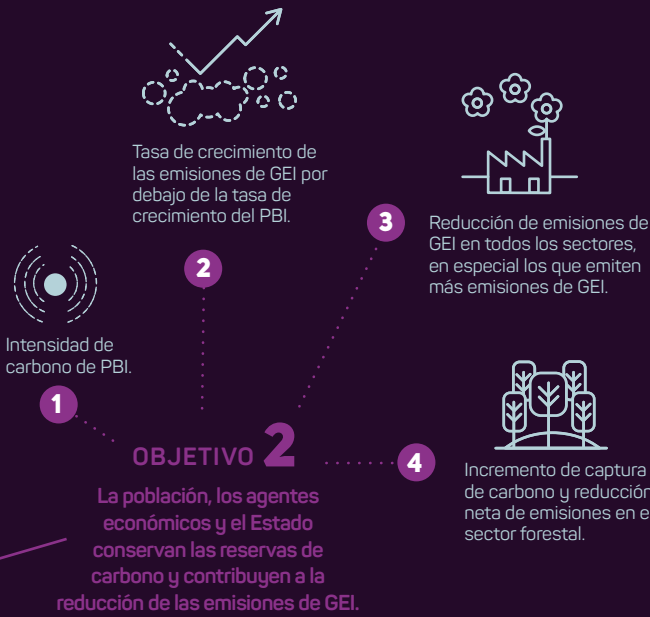 Tasa de crecimiento de
las emisiones de GEI por
debajo de la tasa de
crecimiento del PBI.
2
3
Reducción de emisiones de
GEI en todos los sectores,
en especial los que emiten
más emisiones de GEI.
Intensidad de
carbono de PBI.
1
OBJETIVO 2
La población, los agentes
económicos y el Estado
conservan las reservas de
carbono y contribuyen a la
reducción de las emisiones de GEI.
4
Incremento de captura
de carbono y reducción
neta de emisiones en e
sector forestal.